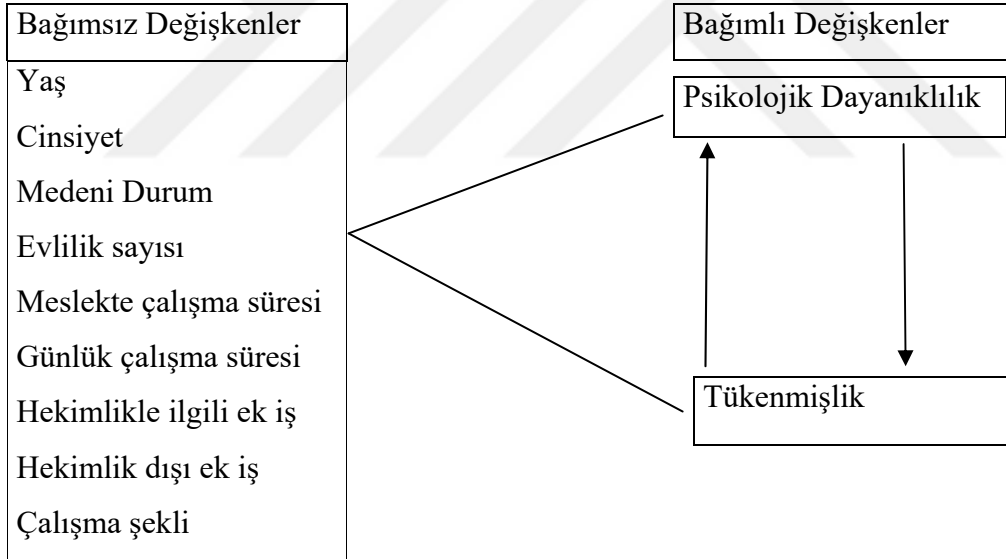 Bağımsız Değişkenler
Yaş
Cinsiyet
Medeni Durum
Evlilik sayısı
Meslekte çalışma süresi
Günlük çalışma süresi
Hekimlikle ilgili ek iş
Hekimlik dışı ek iş
Çalışma şekli
Bağımlı Değişkenler
Psikolojik Dayanıklılık
Tükenmişlik